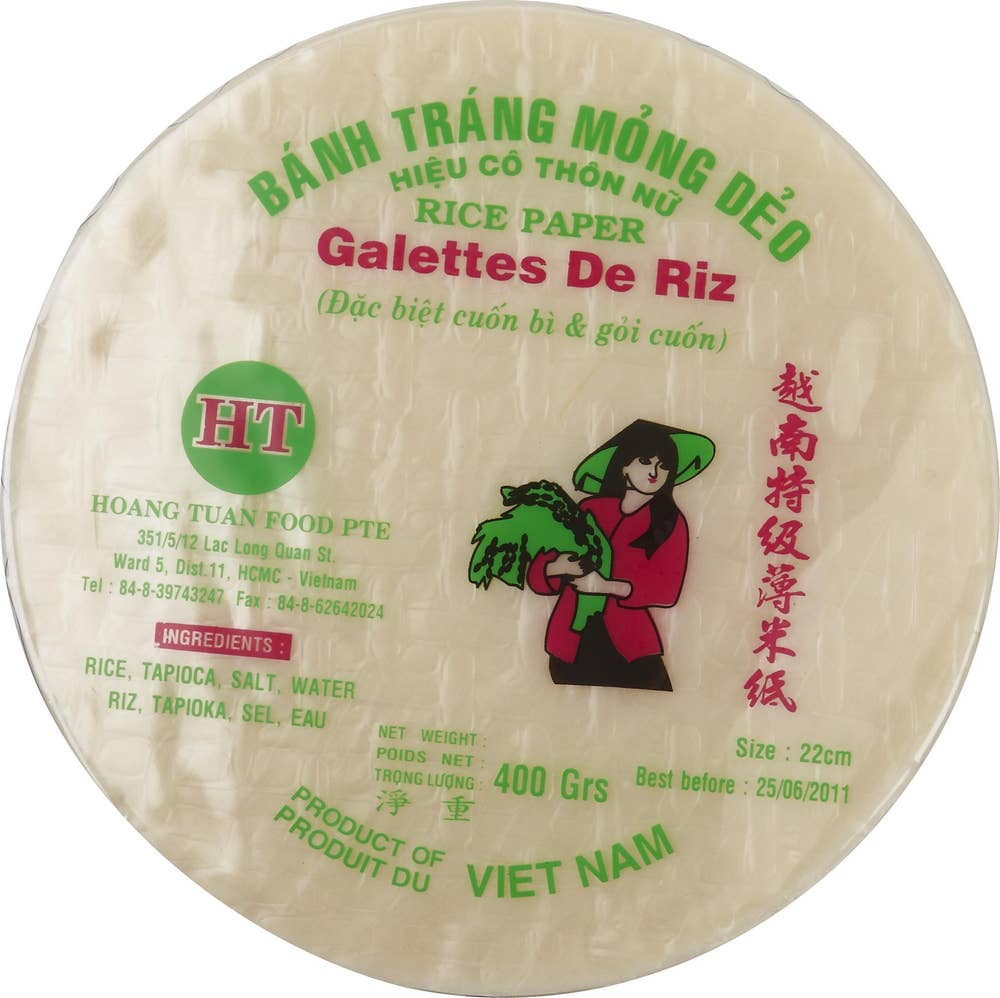 BÁNH TRÁNG MỎNG DẺO
HIỆU CÔ THÔN NỮ
RICE PAPER
Galettes De Riz
(Đặc biệt cuốn bì & gỏi cuốn)
HT
HOANG TUAN FOOD PTE
351/5/12 Lac Long Quan St.
Ward 5, Dist.11, HCMC - Vietnam
Tel : 84-8-39743247 Fax : 84-8-62642024
INGREDIENTS :
RICE, TAPIOCA, SALT, WATER
RIZ, TAPIOKA, SEL, EAU
越南特级薄米纸
NET WEIGHT :
POIDS NET :
TRỌNG LƯỢNG :
淨 重
400 Grs
Size : 22cm
Best before : 25/06/2011
PRODUCT OF
PRODUIT DU
VIET NAM